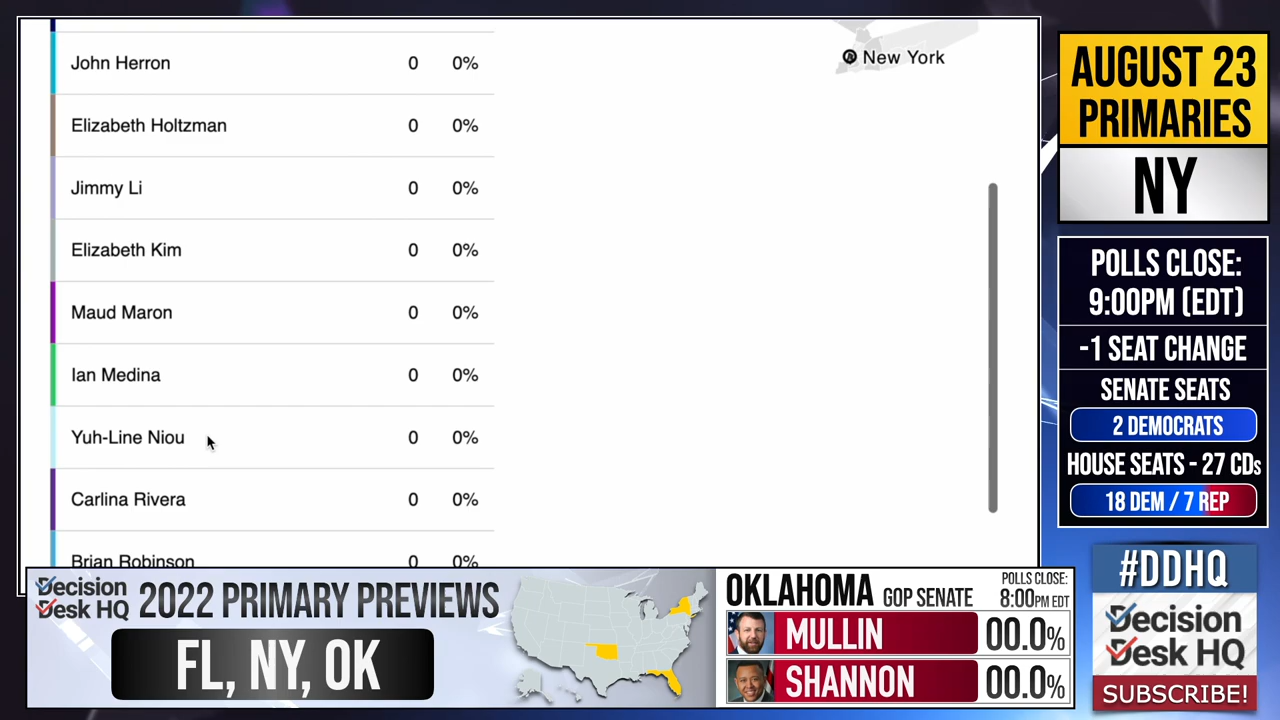 John Herron 0 0%
New York
Elizabeth Holtzman 0 0%
Jimmy Li 0 0%
Elizabeth Kim 0 0%
Maud Maron 0 0%
Ian Medina 0 0%
Yuh-Line Niou 0 0%
Carlina Rivera 0 0%
Brian Robinson 0 0%
AUGUST 23
PRIMARIES
NY
POLLS CLOSE:
9:00PM (EDT)
-1 SEAT CHANGE
SENATE SEATS
2 DEMOCRATS
HOUSE SEATS - 27 CDs
18 DEM / 7 REP
#DDHQ
Decision
Desk HQ
SUBSCRIBE!
Decision
Desk HQ
2022 PRIMARY PREVIEWS
FL, NY, OK
OKLAHOMA GOP SENATE
POLLS CLOSE:
8:00PM EDT
MULLIN 00.0%
SHANNON 00.0%